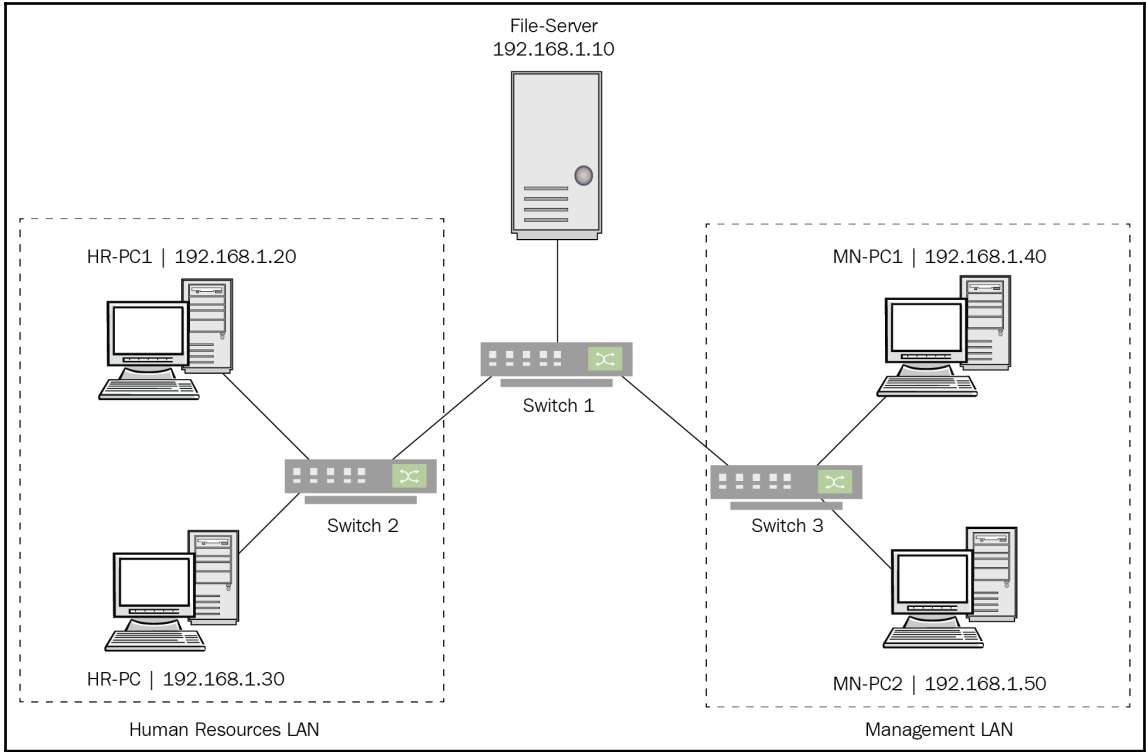 File-Server
192.168.1.10
HR-PC1 | 192.168.1.20
MN-PC1 | 192.168.1.40
Switch 1
Switch 2
Switch 3
HR-PC | 192.168.1.30
MN-PC2 | 192.168.1.50
Human Resources LAN
Management LAN